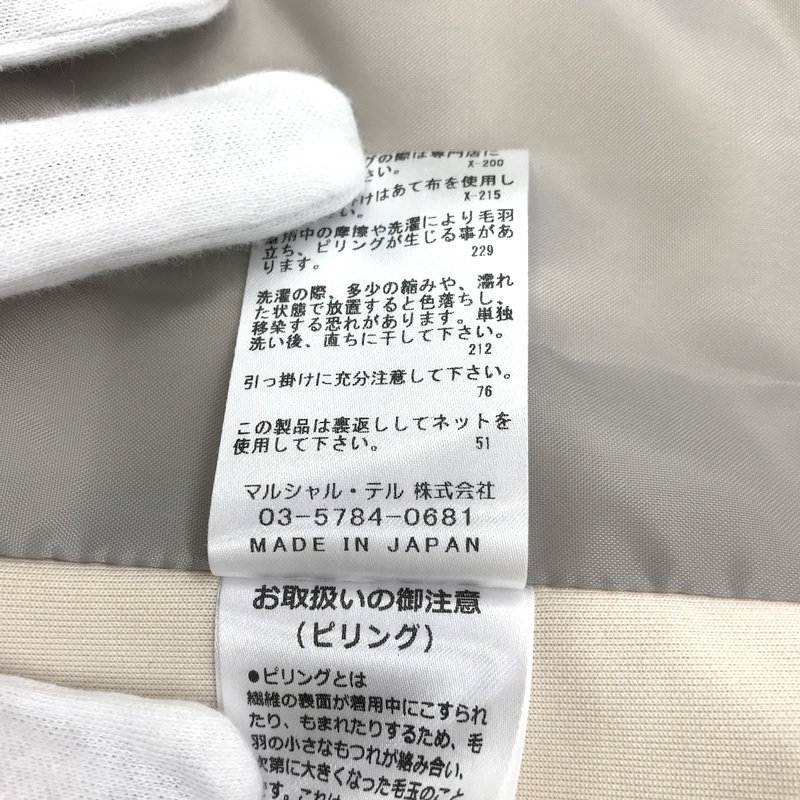 グの際は専門店に
さい。 X-200
けはあて布を使用し
い。 X-215
着用中の摩擦や洗濯により毛羽
立ち、ピリングが生じる事があ
ります。 229
洗濯の際、多少の縮みや、濡れ
た状態で放置すると色落ちし、
移染する恐れがあります。単独
洗い後、直ちに干して下さい。
212
引っ掛けに充分注意して下さい。
76
この製品は裏返ししてネットを
使用して下さい。 51
マルシャル・テル 株式会社
03-5784-0681
MADE IN JAPAN
お取扱いの御注意
(ピリング)
●ピリングとは
繊維の表面が着用中にこすられ
たり、もまれたりするため、毛
羽の小さなもつれが絡み合い、
次第に大きくなった毛玉のこと
です。これは